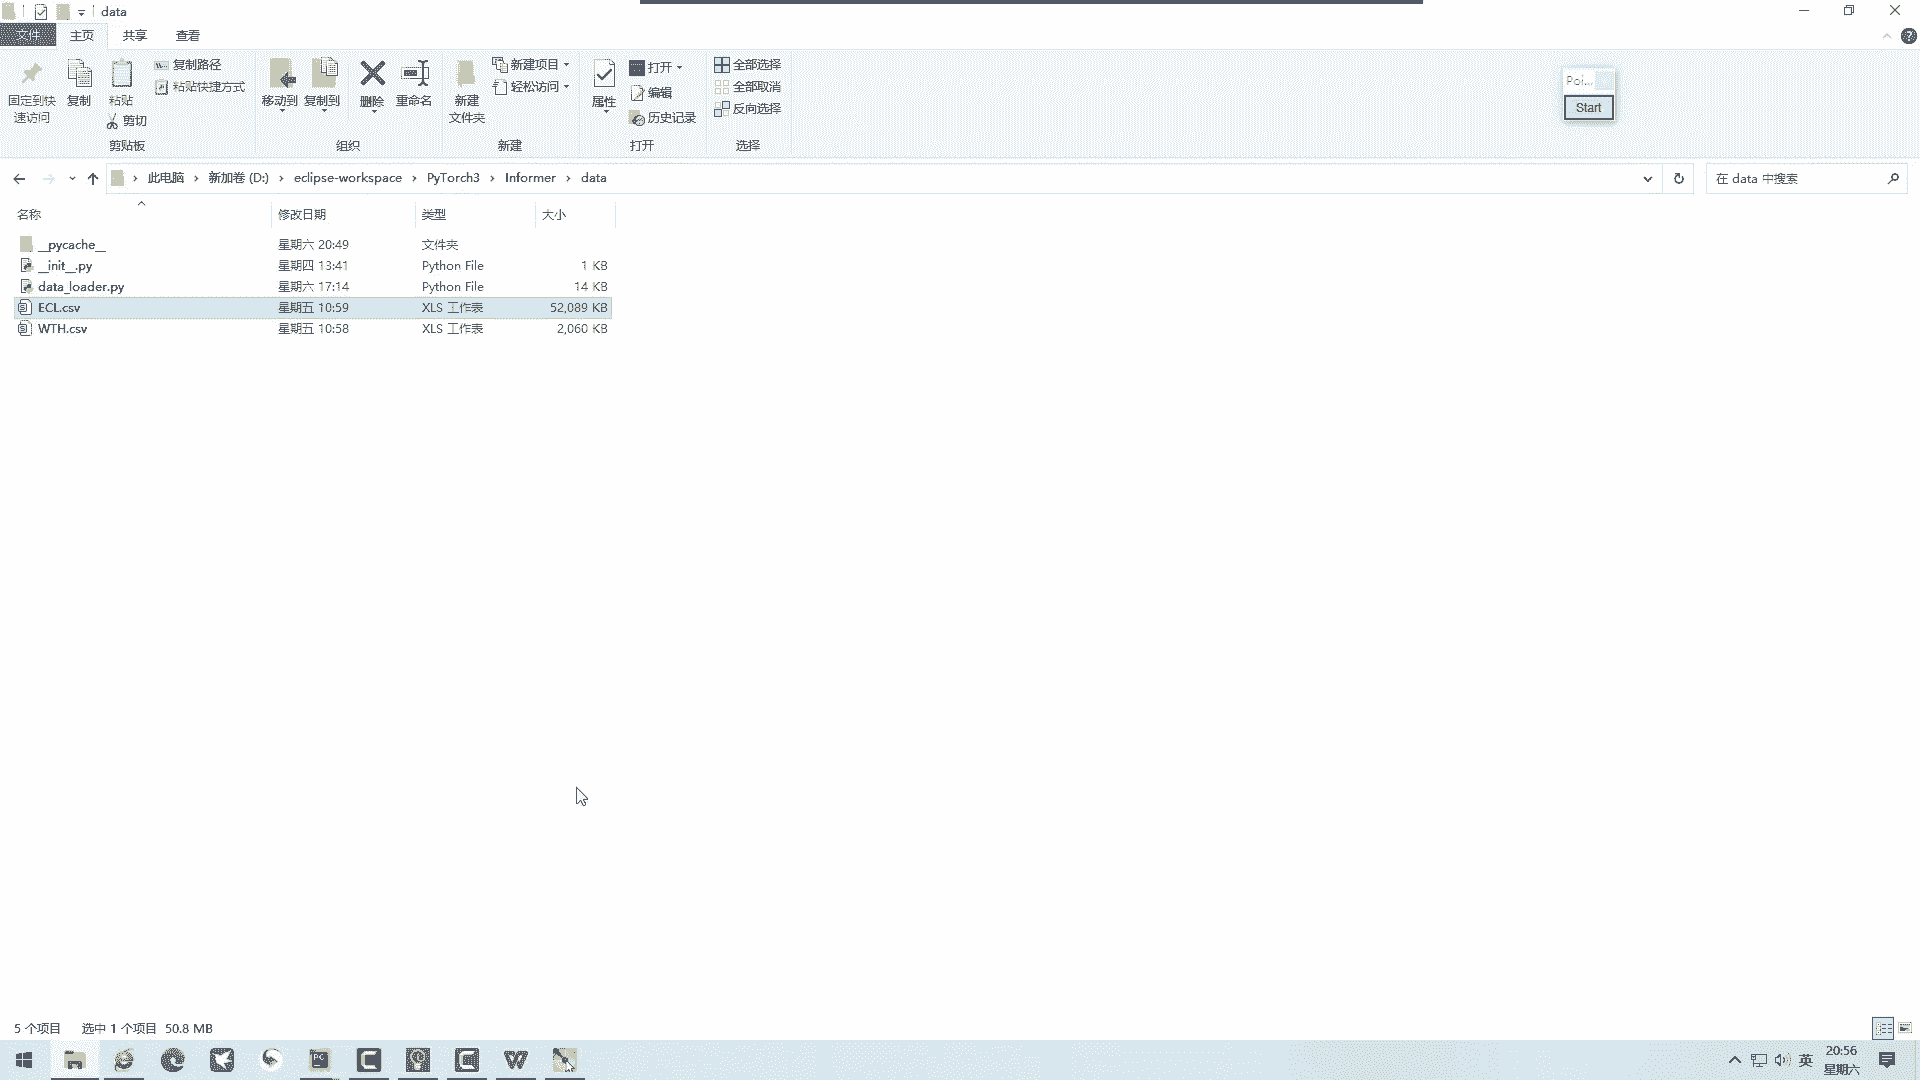 data
文件 主页 共享 查看
固定到快速访问 复制 粘贴 复制路径 粘贴快捷方式 剪切
移动到 复制到 删除 重命名
新建文件夹 新建项目 轻松访问
属性 打开 编辑 历史记录
全部选择 全部取消 反向选择
剪贴板 组织 新建 打开 选择
Poi...
Start
此电脑 › 新加卷 (D:) › eclipse-workspace › PyTorch3 › Informer › data
在 data 中搜索
名称 修改日期 类型 大小
__pycache__ 星期六 20:49 文件夹
__init__.py 星期四 13:41 Python File 1 KB
data_loader.py 星期六 17:14 Python File 14 KB
ECL.csv 星期五 10:59 XLS 工作表 52,089 KB
WTH.csv 星期五 10:58 XLS 工作表 2,060 KB
5 个项目 选中 1 个项目 50.8 MB
英
20:56
星期六